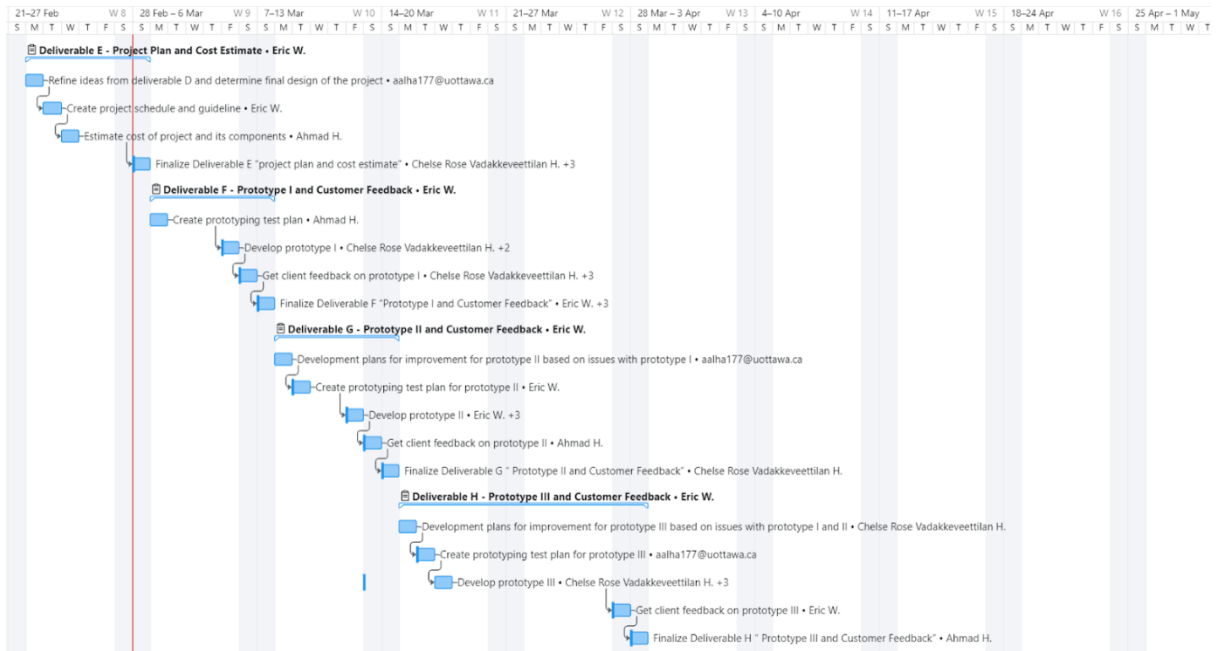 21–27 Feb W 8 28 Feb – 6 Mar W 9 7–13 Mar W 10 14–20 Mar W 11 21–27 Mar W 12 28 Mar – 3 Apr W 13 4–10 Apr W 14 11–17 Apr W 15 18–24 Apr W 16 25 Apr – 1 May
S M T W T F S S M T W T F S S M T W T F S S M T W T F S S M T W T F S S M T W T F S S M T W T F S S M T W T F S S M T W T F S S M T W T
Deliverable E - Project Plan and Cost Estimate • Eric W.
Refine ideas from deliverable D and determine final design of the project • aalha177@uottawa.ca
Create project schedule and guideline • Eric W.
Estimate cost of project and its components • Ahmad H.
Finalize Deliverable E "project plan and cost estimate" • Chelse Rose Vadakkeveettilan H. +3
Deliverable F - Prototype I and Customer Feedback • Eric W.
Create prototyping test plan • Ahmad H.
Develop prototype I • Chelse Rose Vadakkeveettilan H. +2
Get client feedback on prototype I • Chelse Rose Vadakkeveettilan H. +3
Finalize Deliverable F "Prototype I and Customer Feedback" • Eric W. +3
Deliverable G - Prototype II and Customer Feedback • Eric W.
Development plans for improvement for prototype II based on issues with prototype I • aalha177@uottawa.ca
Create prototyping test plan for prototype II • Eric W.
Develop prototype II • Eric W. +3
Get client feedback on prototype II • Ahmad H.
Finalize Deliverable G " Prototype II and Customer Feedback" • Chelse Rose Vadakkeveettilan H.
Deliverable H - Prototype III and Customer Feedback • Eric W.
Development plans for improvement for prototype III based on issues with prototype I and II • Chelse Rose Vadakkeveettilan H.
Create prototyping test plan for prototype III • aalha177@uottawa.ca
Develop prototype III • Chelse Rose Vadakkeveettilan H. +3
Get client feedback on prototype III • Eric W.
Finalize Deliverable H " Prototype III and Customer Feedback" • Ahmad H.